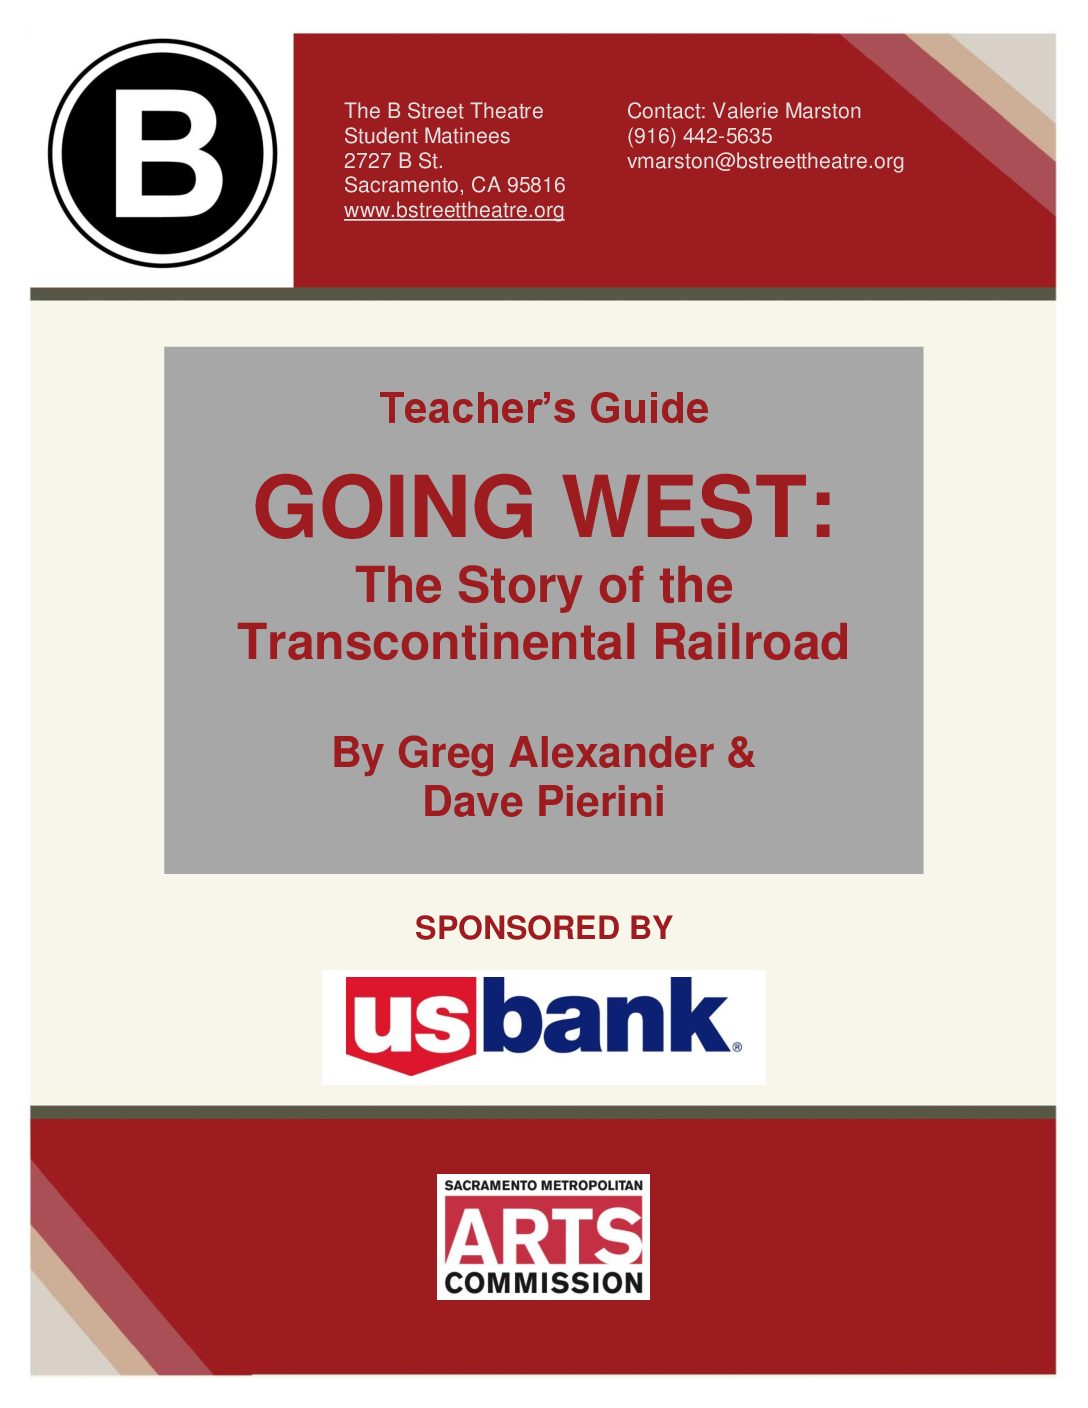 B
The B Street Theatre
Student Matinees
2727 B St.
Sacramento, CA 95816
www.bstreettheatre.org
Contact: Valerie Marston
(916) 442-5635
vmarston@bstreettheatre.org
Teacher’s Guide
GOING WEST:
The Story of the
Transcontinental Railroad
By Greg Alexander &
Dave Pierini
SPONSORED BY
usbank®
SACRAMENTO METROPOLITAN
ARTS
COMMISSION